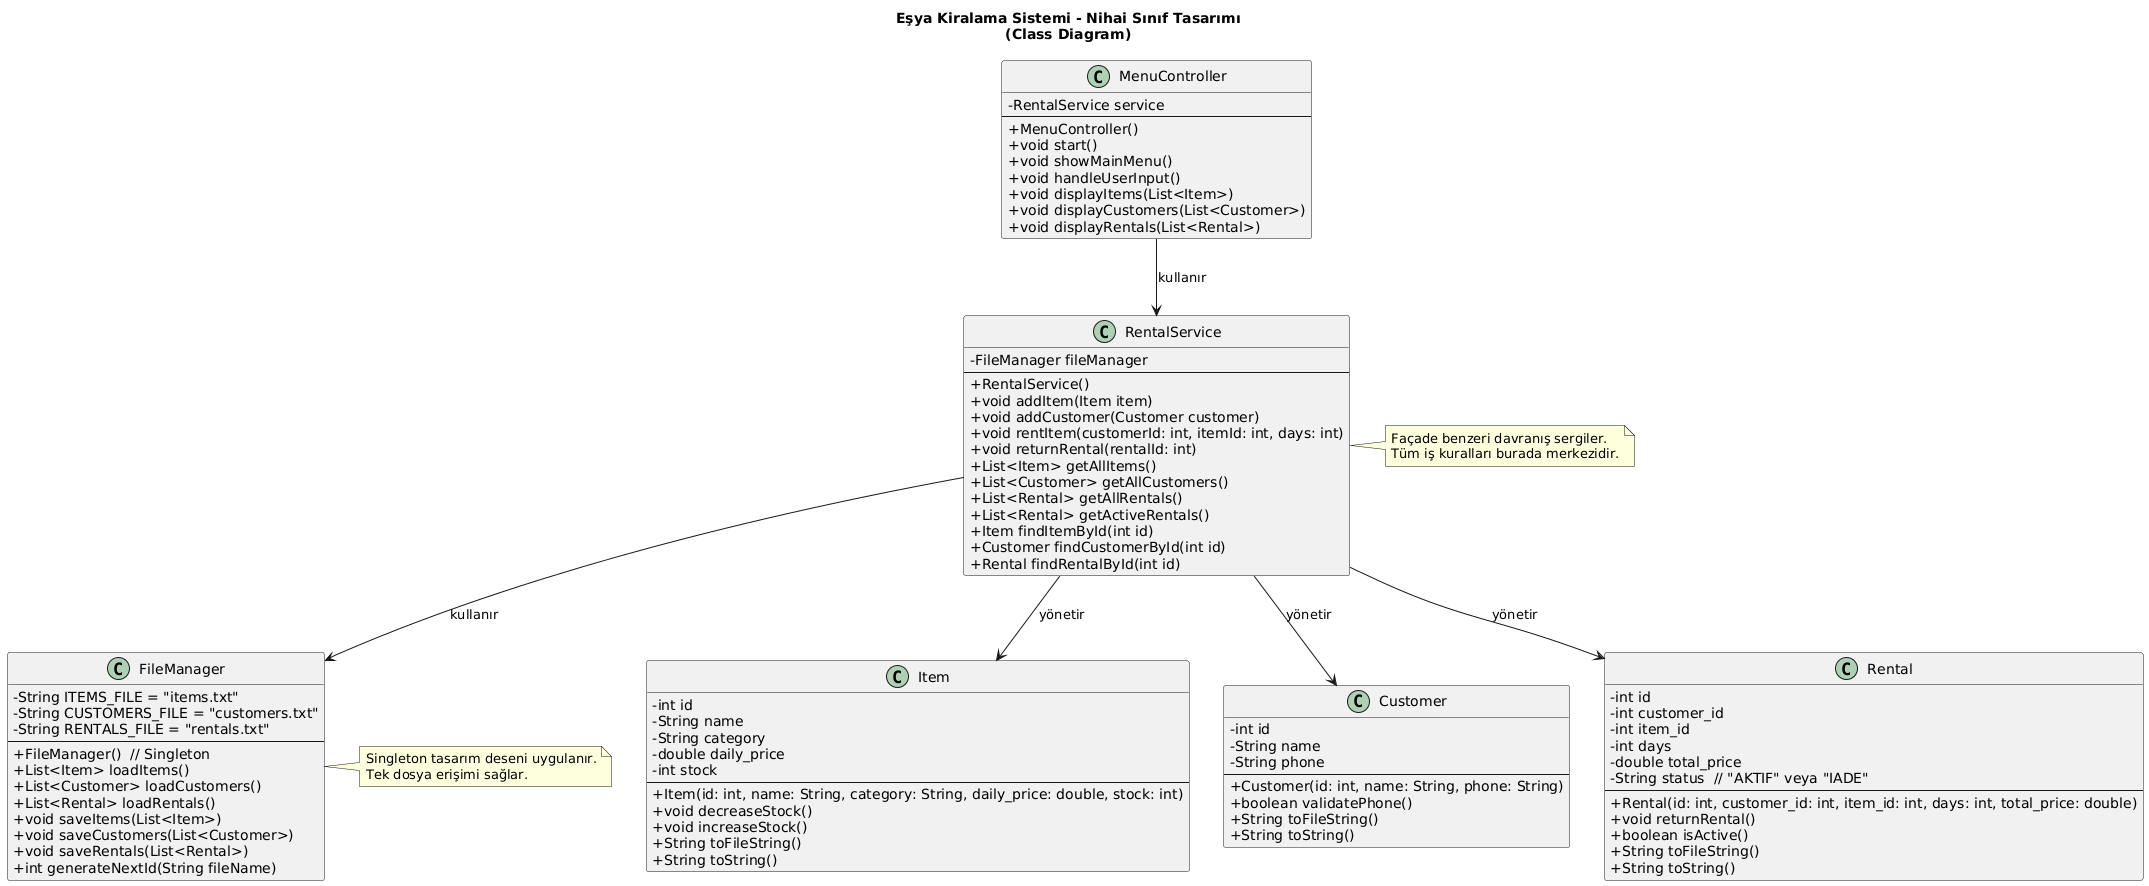 Eşya Kiralama Sistemi - Nihai Sınıf Tasarımı
(Class Diagram)
C MenuController
-RentalService service
+MenuController()
+void start()
+void showMainMenu()
+void handleUserInput()
+void displayItems(List<Item>)
+void displayCustomers(List<Customer>)
+void displayRentals(List<Rental>)
kullanır
C RentalService
-FileManager fileManager
+RentalService()
+void addItem(Item item)
+void addCustomer(Customer customer)
+void rentItem(customerId: int, itemId: int, days: int)
+void returnRental(rentalId: int)
+List<Item> getAllItems()
+List<Customer> getAllCustomers()
+List<Rental> getAllRentals()
+List<Rental> getActiveRentals()
+Item findItemById(int id)
+Customer findCustomerById(int id)
+Rental findRentalById(int id)
Façade benzeri davranış sergiler.
Tüm iş kuralları burada merkezidir.
kullanır
yönetir
yönetir
yönetir
C FileManager
-String ITEMS_FILE = "items.txt"
-String CUSTOMERS_FILE = "customers.txt"
-String RENTALS_FILE = "rentals.txt"
+FileManager()  // Singleton
+List<Item> loadItems()
+List<Customer> loadCustomers()
+List<Rental> loadRentals()
+void saveItems(List<Item>)
+void saveCustomers(List<Customer>)
+void saveRentals(List<Rental>)
+int generateNextId(String fileName)
Singleton tasarım deseni uygulanır.
Tek dosya erişimi sağlar.
C Item
-int id
-String name
-String category
-double daily_price
-int stock
+Item(id: int, name: String, category: String, daily_price: double, stock: int)
+void decreaseStock()
+void increaseStock()
+String toFileString()
+String toString()
C Customer
-int id
-String name
-String phone
+Customer(id: int, name: String, phone: String)
+boolean validatePhone()
+String toFileString()
+String toString()
C Rental
-int id
-int customer_id
-int item_id
-int days
-double total_price
-String status  // "AKTIF" veya "IADE"
+Rental(id: int, customer_id: int, item_id: int, days: int, total_price: double)
+void returnRental()
+boolean isActive()
+String toFileString()
+String toString()